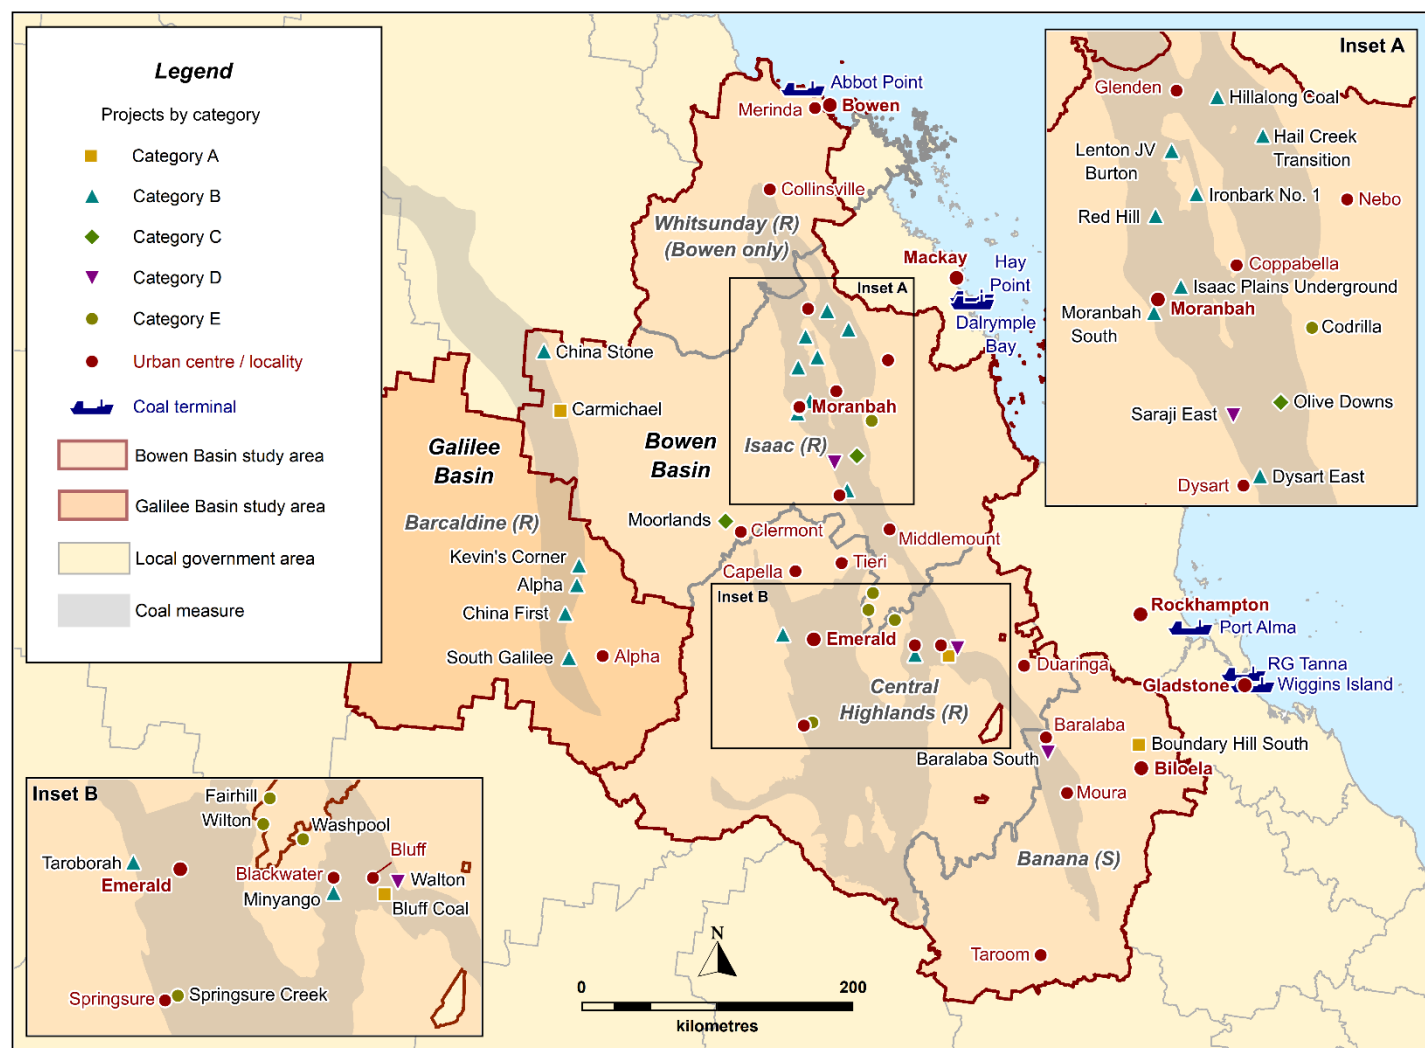 Legend
Projects by category
Category A
Category B
Category C
Category D
Category E
Urban centre / locality
Coal terminal
Bowen Basin study area
Galilee Basin study area
Local government area
Coal measure
Abbot Point
Merinda
Bowen
Collinsville
Whitsunday (R)
(Bowen only)
Mackay
Hay
Point
Dalrymple
Bay
Inset A
China Stone
Carmichael
Moranbah
Galilee
Basin
Bowen
Basin
Isaac (R)
Barcaldine (R)
Moorlands
Clermont
Middlemount
Kevin's Corner
Capella
Tieri
Alpha
Inset B
China First
Rockhampton
Port Alma
Emerald
South Galilee
Alpha
Duaringa
RG Tanna
Gladstone
Wiggins Island
Central
Highlands (R)
Baralaba
Boundary Hill South
Baralaba South
Biloela
Moura
Banana (S)
Taroom
N
0
200
kilometres
Inset A
Glenden
Hillalong Coal
Hail Creek
Transition
Lenton JV
Burton
Ironbark No. 1
Nebo
Red Hill
Coppabella
Isaac Plains Underground
Moranbah
Moranbah
South
Codrilla
Olive Downs
Saraji East
Dysart East
Dysart
Inset B
Fairhill
Wilton
Washpool
Bluff
Taroborah
Emerald
Blackwater
Walton
Minyango
Bluff Coal
Springsure
Springsure Creek